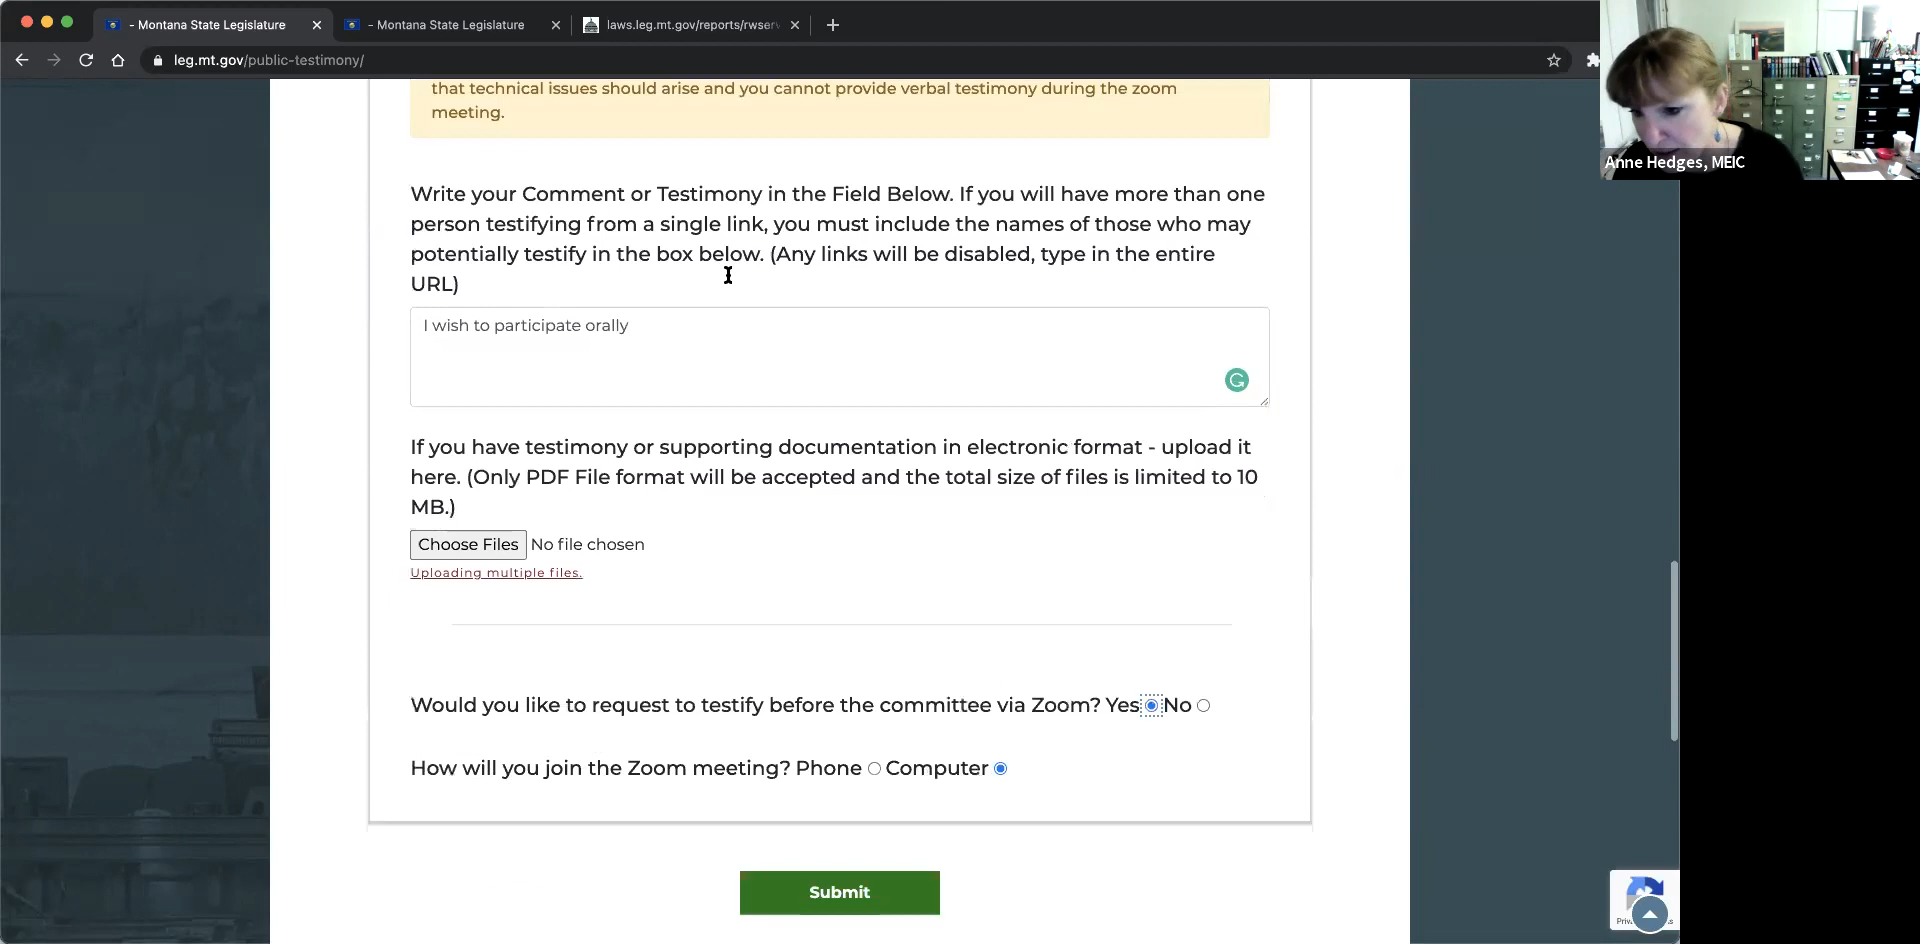 - Montana State Legislature
- Montana State Legislature
laws.leg.mt.gov/reports/rwserv
leg.mt.gov/public-testimony/
that technical issues should arise and you cannot provide verbal testimony during the zoom
meeting.
Anne Hedges, MEIC
Write your Comment or Testimony in the Field Below. If you will have more than one
person testifying from a single link, you must include the names of those who may
potentially testify in the box below. (Any links will be disabled, type in the entire
URL)
I wish to participate orally
If you have testimony or supporting documentation in electronic format - upload it
here. (Only PDF File format will be accepted and the total size of files is limited to 10
MB.)
Choose Files No file chosen
Uploading multiple files.
Would you like to request to testify before the committee via Zoom? Yes No
How will you join the Zoom meeting? Phone Computer
Submit